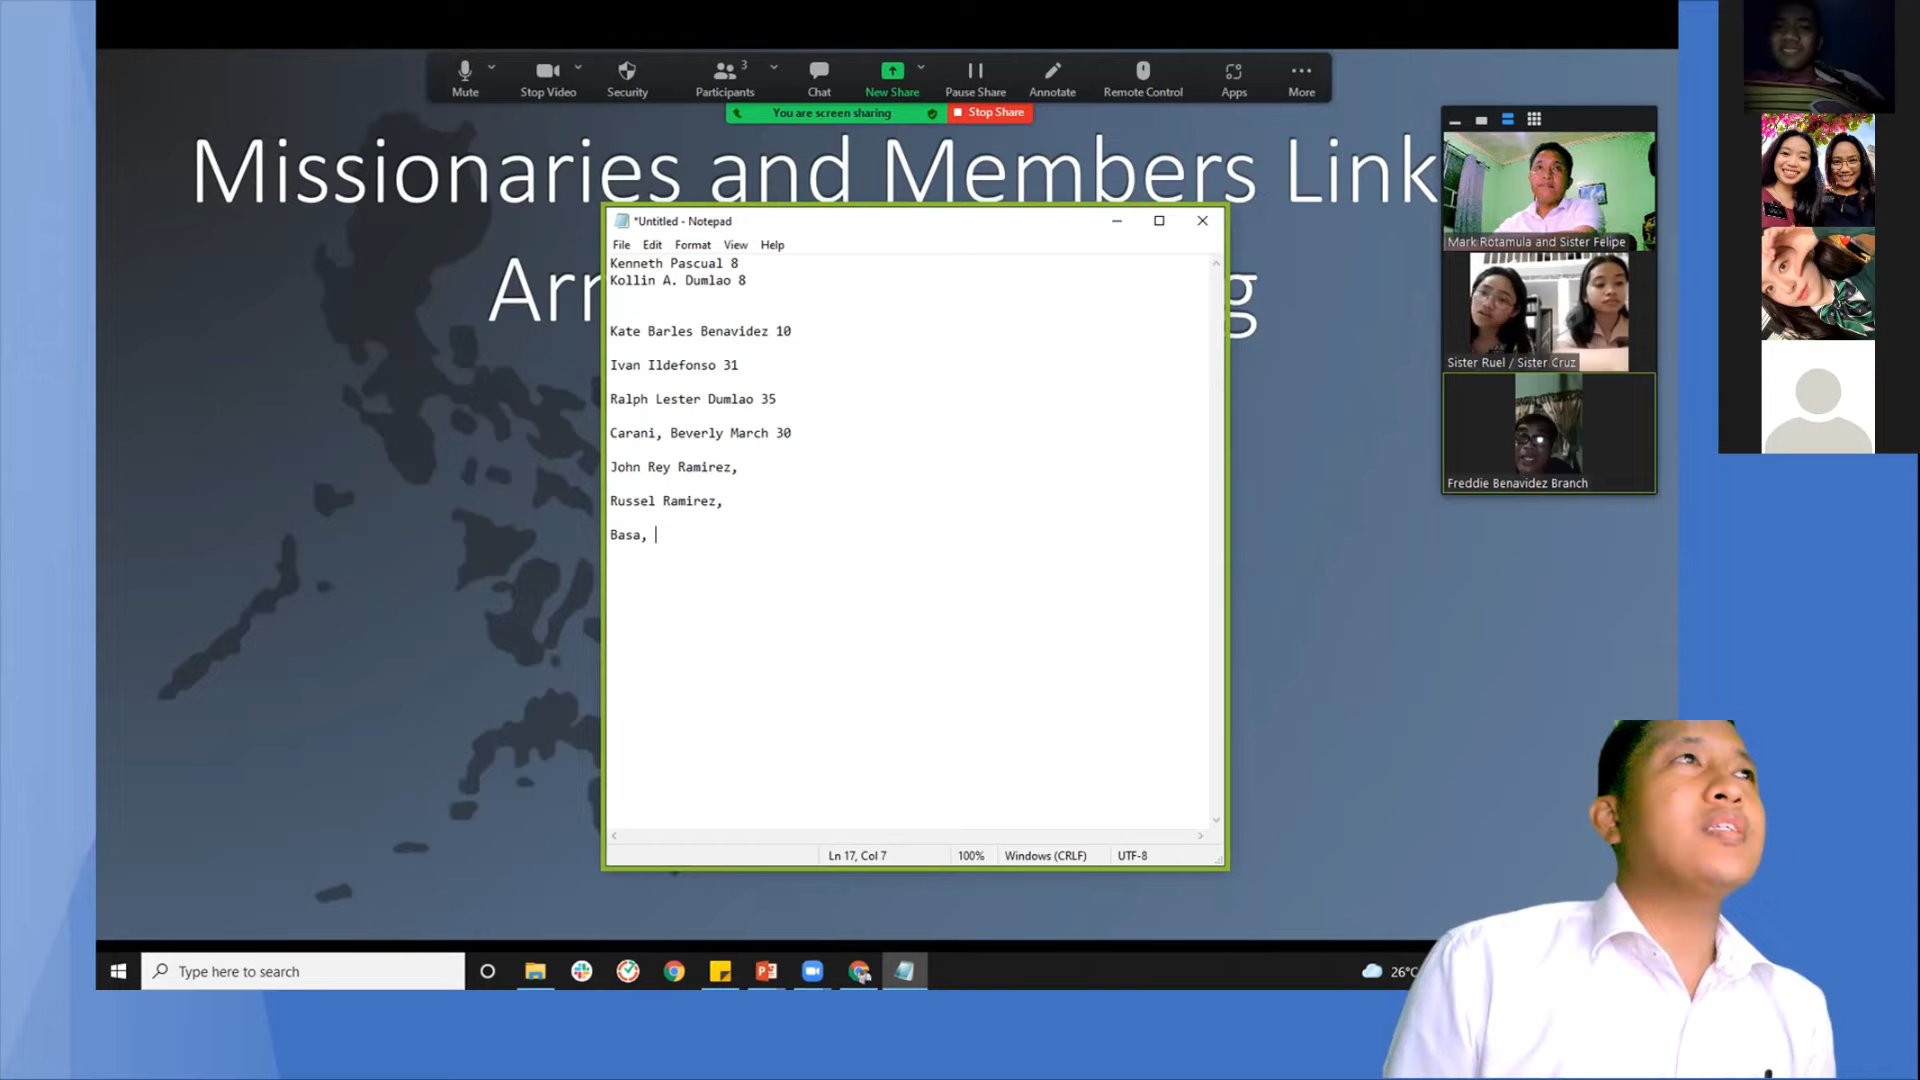 Mute
Stop Video
Security
Participants
3
Chat
New Share
Pause Share
Annotate
Remote Control
Apps
More
You are screen sharing
Stop Share
Missionaries and Members Link
Arr
g
*Untitled - Notepad
File Edit Format View Help
Kenneth Pascual 8
Kollin A. Dumlao 8
Kate Barles Benavidez 10
Ivan Ildefonso 31
Ralph Lester Dumlao 35
Carani, Beverly March 30
John Rey Ramirez,
Russel Ramirez,
Basa,
Ln 17, Col 7
100%
Windows (CRLF)
UTF-8
Mark Rotamula and Sister Felipe
Sister Ruel / Sister Cruz
Freddie Benavidez Branch
Type here to search
26°C